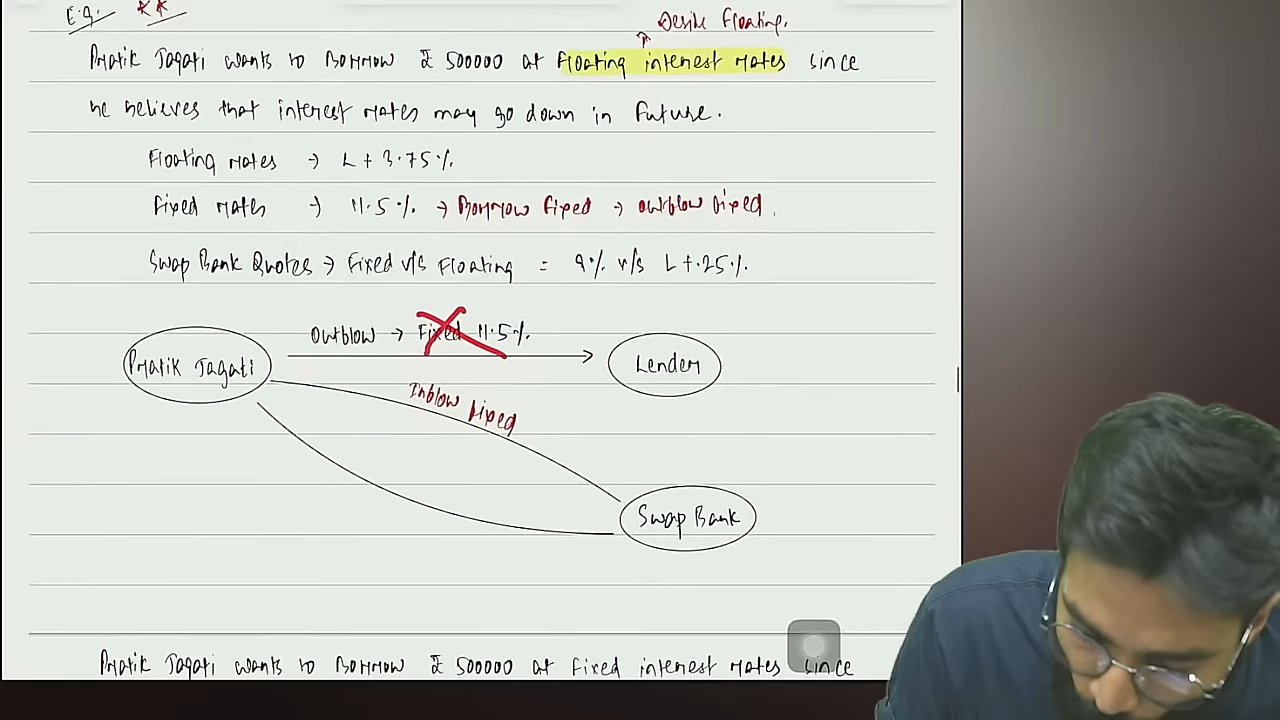 E.g. **
Desire Floating.
Pratik Jagati wants to Borrow ₹ 500000 at floating interest rates since
he believes that interest rates may go down in future.
Floating rates → L + 3.75%
Fixed rates → 11.5% → Borrow fixed → outflow fixed.
Swap Bank Quotes → Fixed v/s Floating = 9% v/s L+.25%
Outflow → Fixed 11.5%
Pratik Jagati
Lender
Inflow fixed
Swap Bank
Pratik Jagati wants to Borrow ₹ 500000 at fixed interest rates since